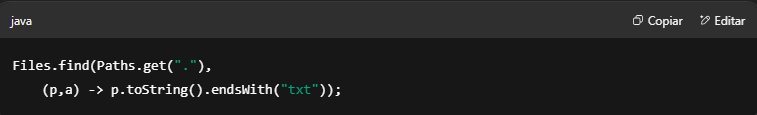 java Copiar Editar
Files.find(Paths.get("."),
    (p,a) -> p.toString().endsWith("txt"));